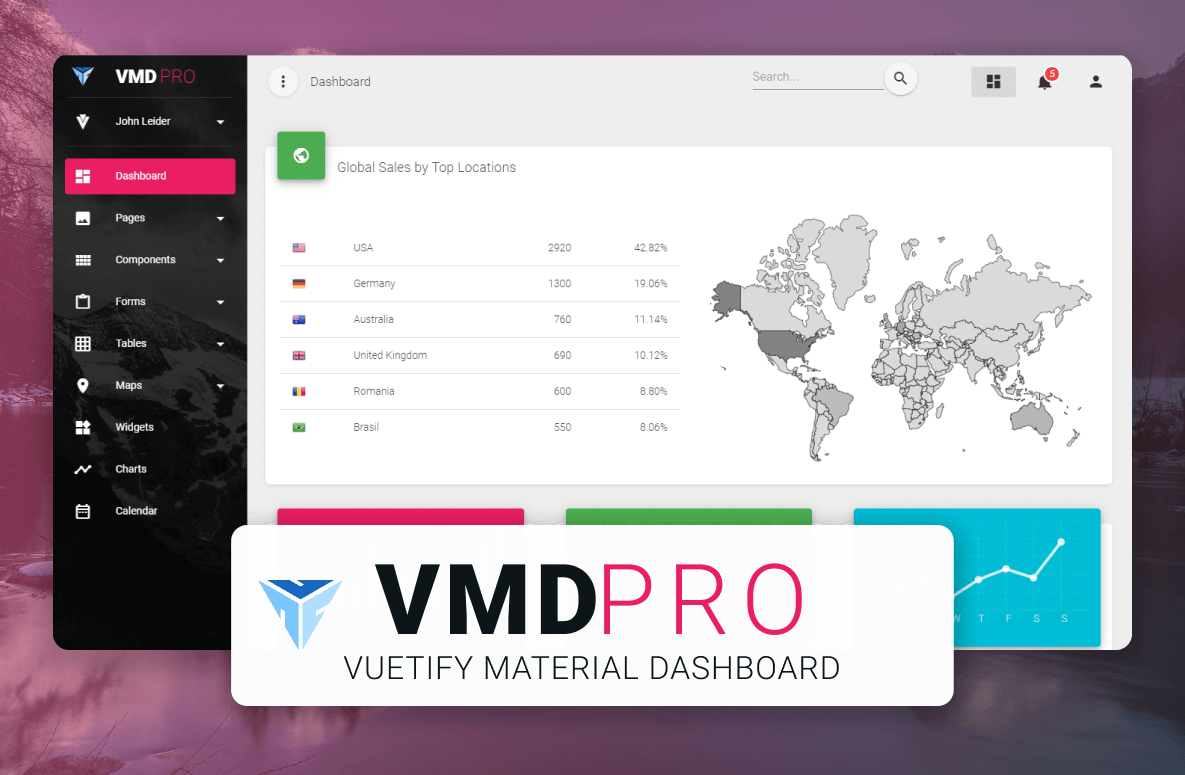 VMD PRO
John Leider
Dashboard
Pages
Components
Forms
Tables
Maps
Widgets
Charts
Calendar
Dashboard
Search...
5
Global Sales by Top Locations
USA 2920 42.82%
Germany 1300 19.06%
Australia 760 11.14%
United Kingdom 690 10.12%
Romania 600 8.80%
Brasil 550 8.06%
W T F S S
VMDPRO
VUETIFY MATERIAL DASHBOARD